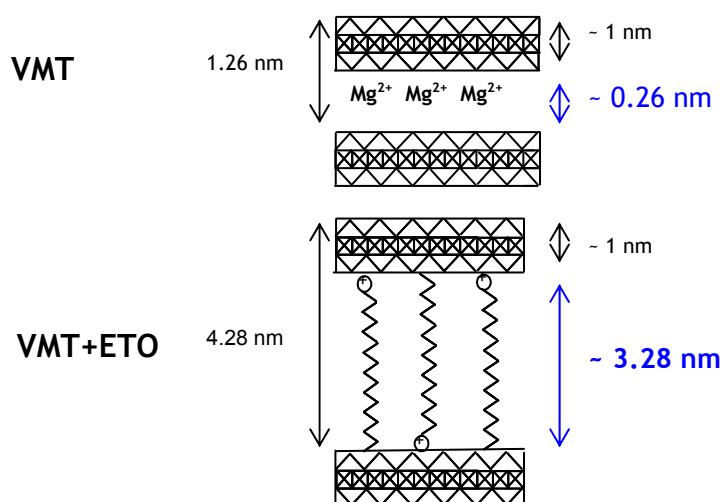 VMT
1.26 nm
~ 1 nm
Mg²⁺ Mg²⁺ Mg²⁺
~ 0.26 nm
VMT+ETO
4.28 nm
~ 1 nm
+ +
~ 3.28 nm
+